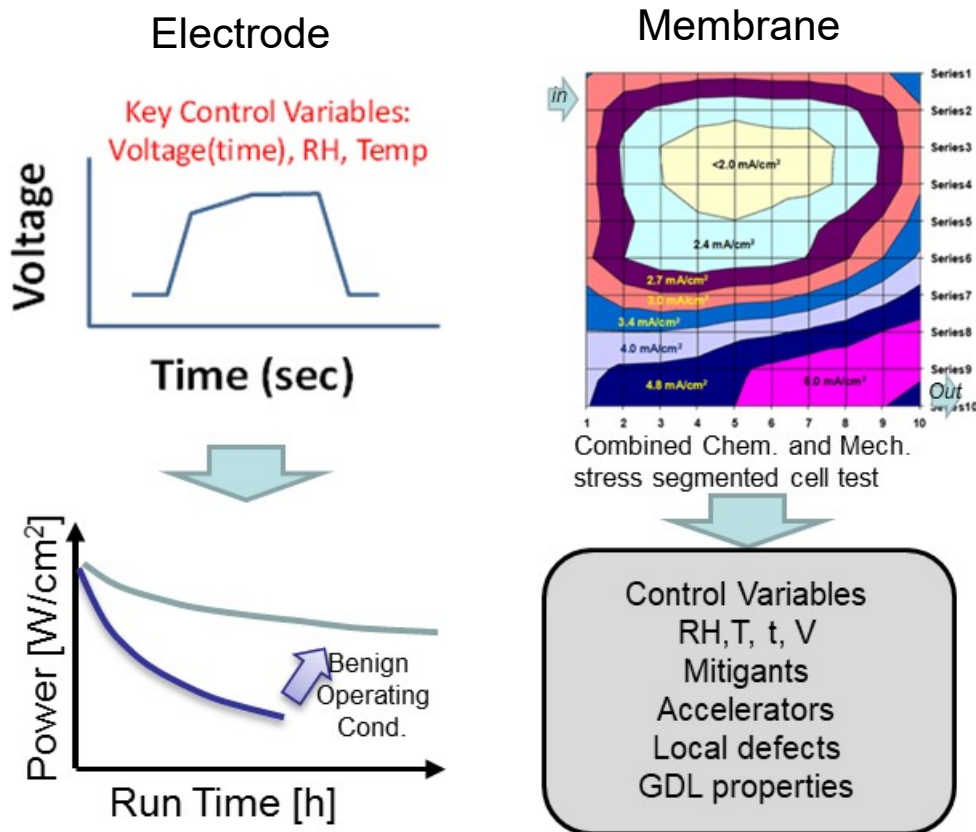 Electrode
Key Control Variables:
Voltage(time), RH, Temp
Voltage
Time (sec)
Power [W/cm²]
Benign
Operating
Cond.
Run Time [h]
Membrane
in
Series1
Series2
Series3
<2.0 mA/cm²
Series4
Series5
2.4 mA/cm²
Series6
2.7 mA/cm²
Series7
3.0 mA/cm²
3.4 mA/cm²
Series8
4.0 mA/cm²
Series9
4.8 mA/cm²
6.0 mA/cm²
Out
Series10
1 2 3 4 5 6 7 8 9 10
Combined Chem. and Mech.
stress segmented cell test
Control Variables
RH,T, t, V
Mitigants
Accelerators
Local defects
GDL properties